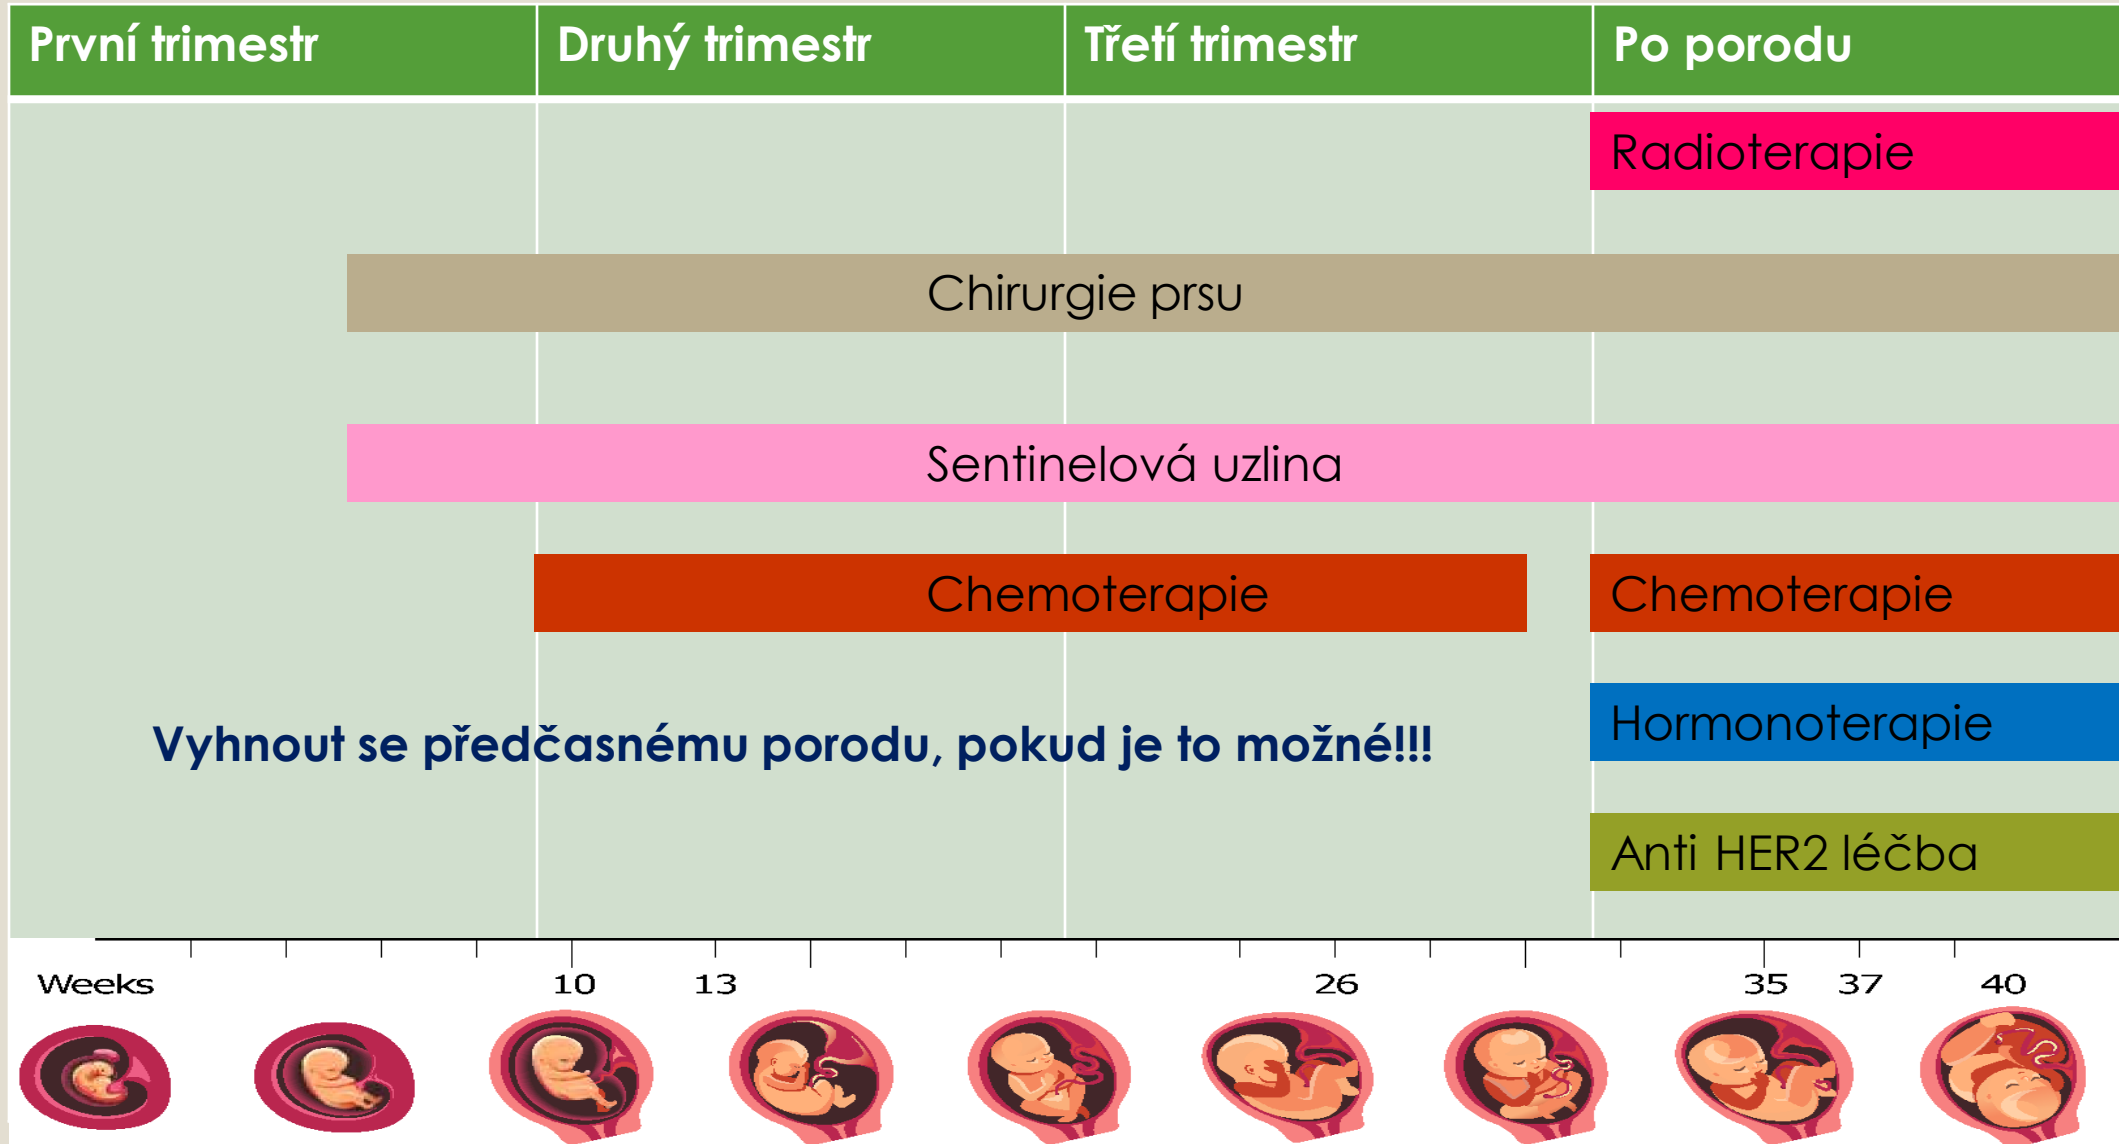 První trimestr
Druhý trimestr
Třetí trimestr
Po porodu
Radioterapie
Chirurgie prsu
Sentinelová uzlina
Chemoterapie
Chemoterapie
Hormonoterapie
Vyhnout se předčasnému porodu, pokud je to možné!!!
Anti HER2 léčba
Weeks
10
13
26
35
37
40